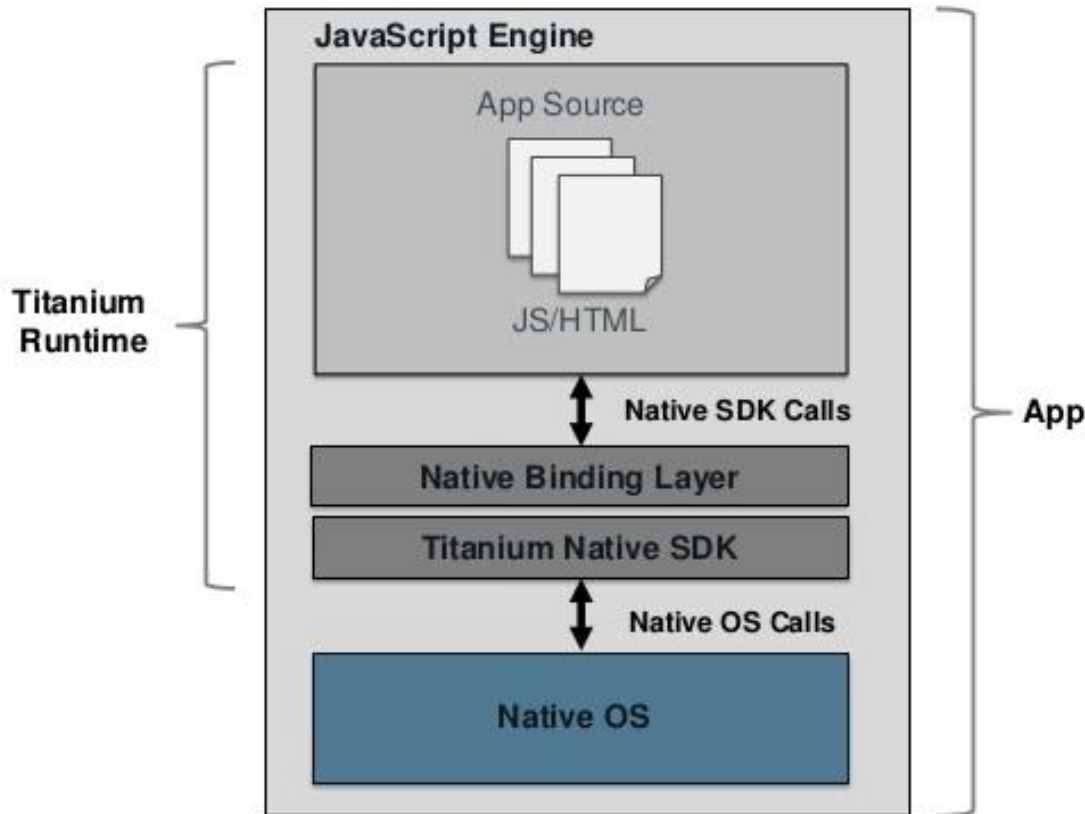 JavaScript Engine
App Source
JS/HTML
Titanium
Runtime
Native SDK Calls
App
Native Binding Layer
Titanium Native SDK
Native OS Calls
Native OS